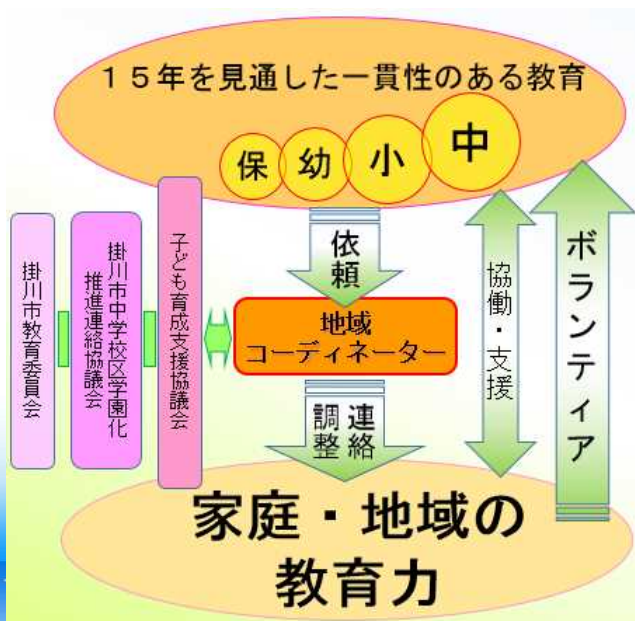 １５年を見通した一貫性のある教育
保
幼
小
中
掛川市教育委員会
掛川市中学校区学園化
推進連絡協議会
子ども育成支援協議会
依頼
地域
コーディネーター
連絡
調整
協働・支援
ボランティア
家庭・地域の
教育力